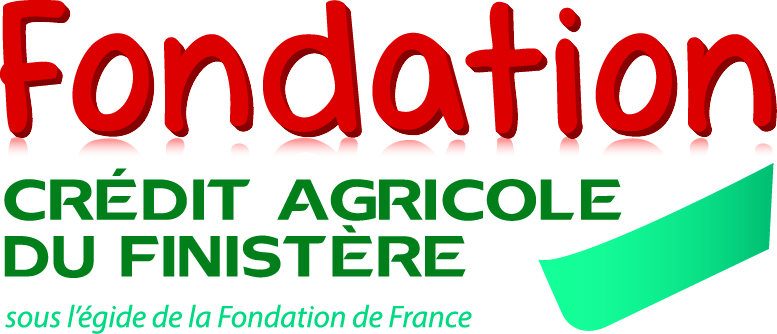 Fondation
CRÉDIT AGRICOLE
DU FINISTÈRE
sous l'égide de la Fondation de France